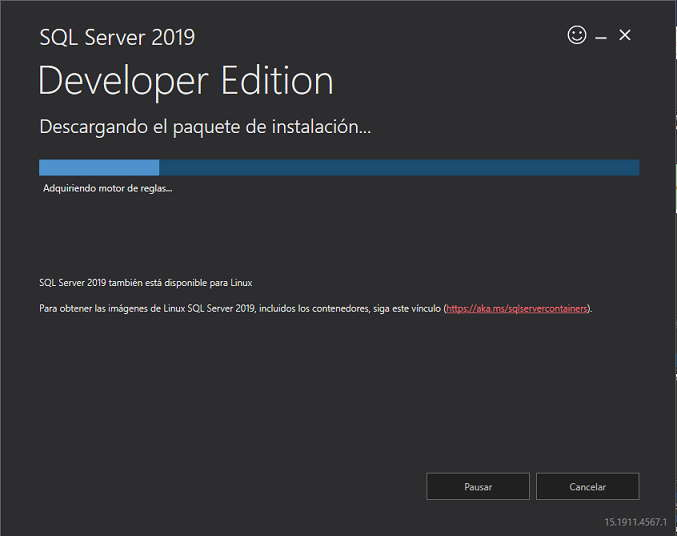 SQL Server 2019
Developer Edition
Descargando el paquete de instalación...
Adquiriendo motor de reglas...
SQL Server 2019 también está disponible para Linux
Para obtener las imágenes de Linux SQL Server 2019, incluidos los contenedores, siga este vínculo (https://aka.ms/sqlservercontainers).
Pausar
Cancelar
15.1911.4567.1